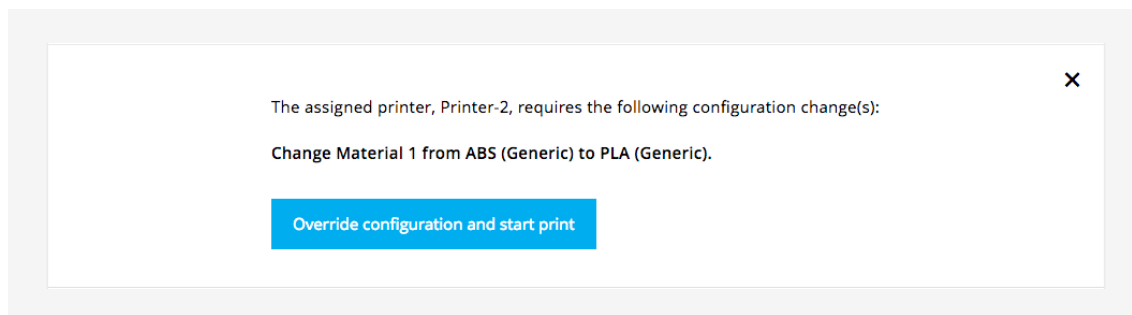 The assigned printer, Printer-2, requires the following configuration change(s):
Change Material 1 from ABS (Generic) to PLA (Generic).
Override configuration and start print